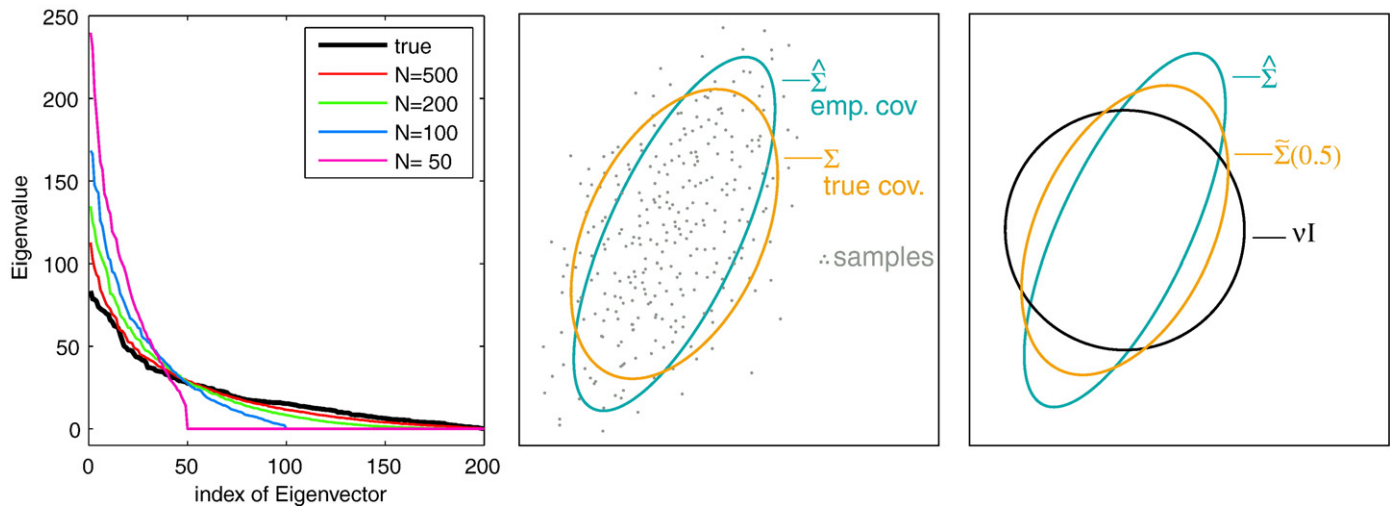 250
200
150
100
50
0
0 50 100 150 200
Eigenvalue
index of Eigenvector
true
N=500
N=200
N=100
N= 50
Σ̂
emp. cov
Σ
true cov.
samples
Σ̂
Σ̃(0.5)
νI